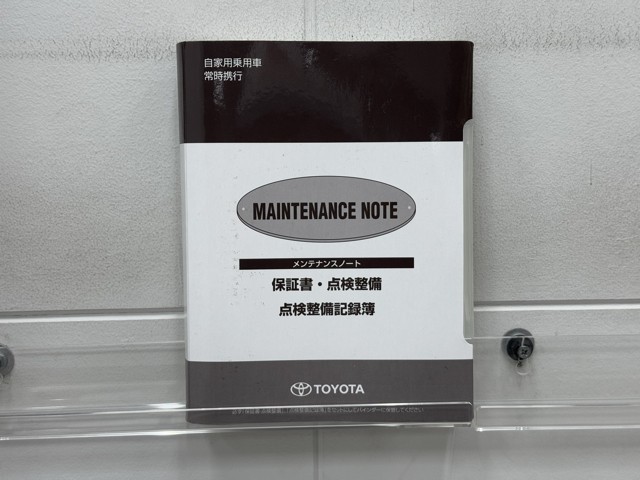 自家用乗用車
常時携行
MAINTENANCE NOTE
メンテナンスノート
保証書・点検整備
点検整備記録簿
TOYOTA